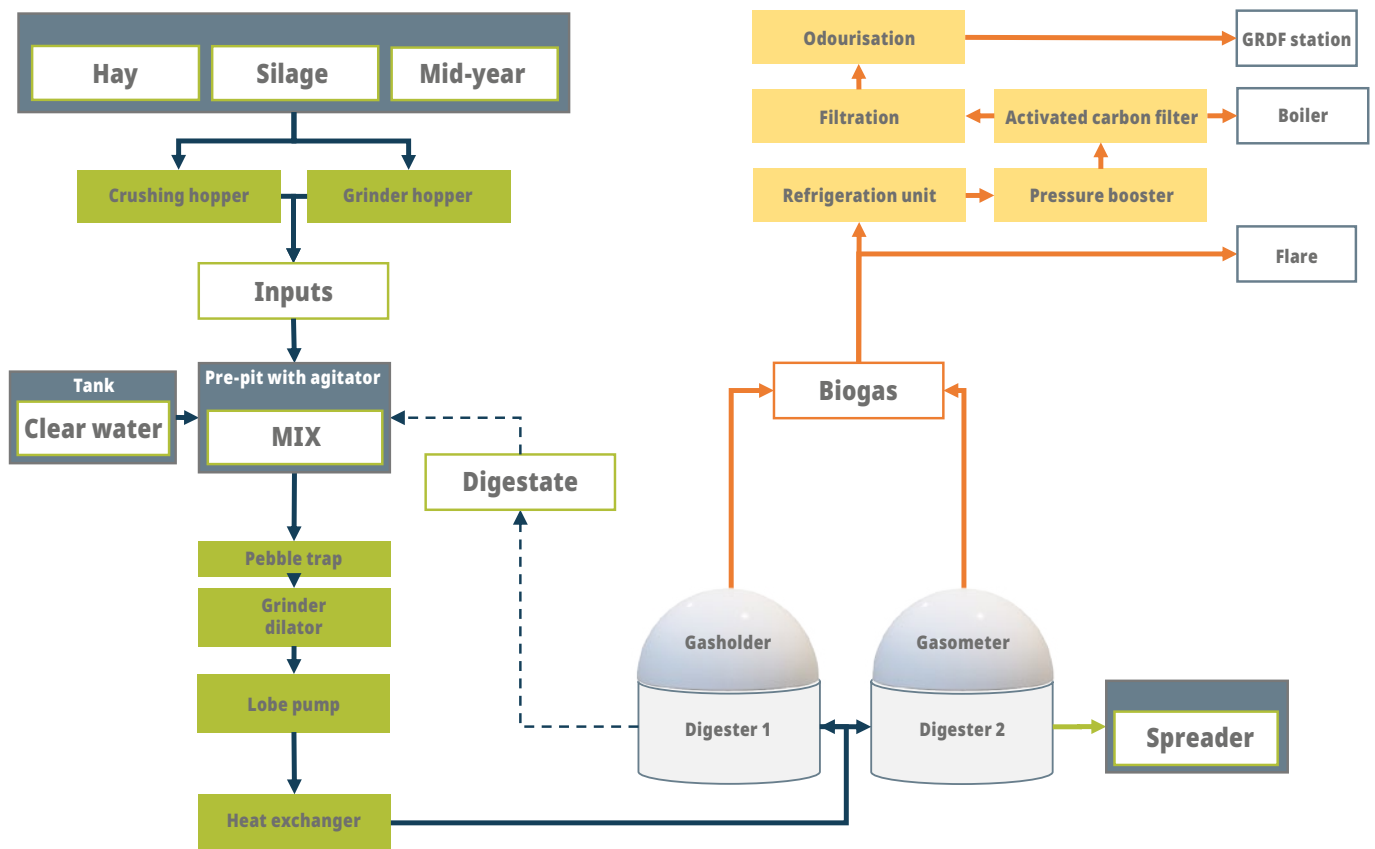 Hay
Silage
Mid-year
Crushing hopper
Grinder hopper
Inputs
Tank
Clear water
Pre-pit with agitator
MIX
Digestate
Pebble trap
Grinder
dilator
Lobe pump
Heat exchanger
Odourisation
GRDF station
Filtration
Activated carbon filter
Boiler
Refrigeration unit
Pressure booster
Flare
Biogas
Gasholder
Gasometer
Digester 1
Digester 2
Spreader